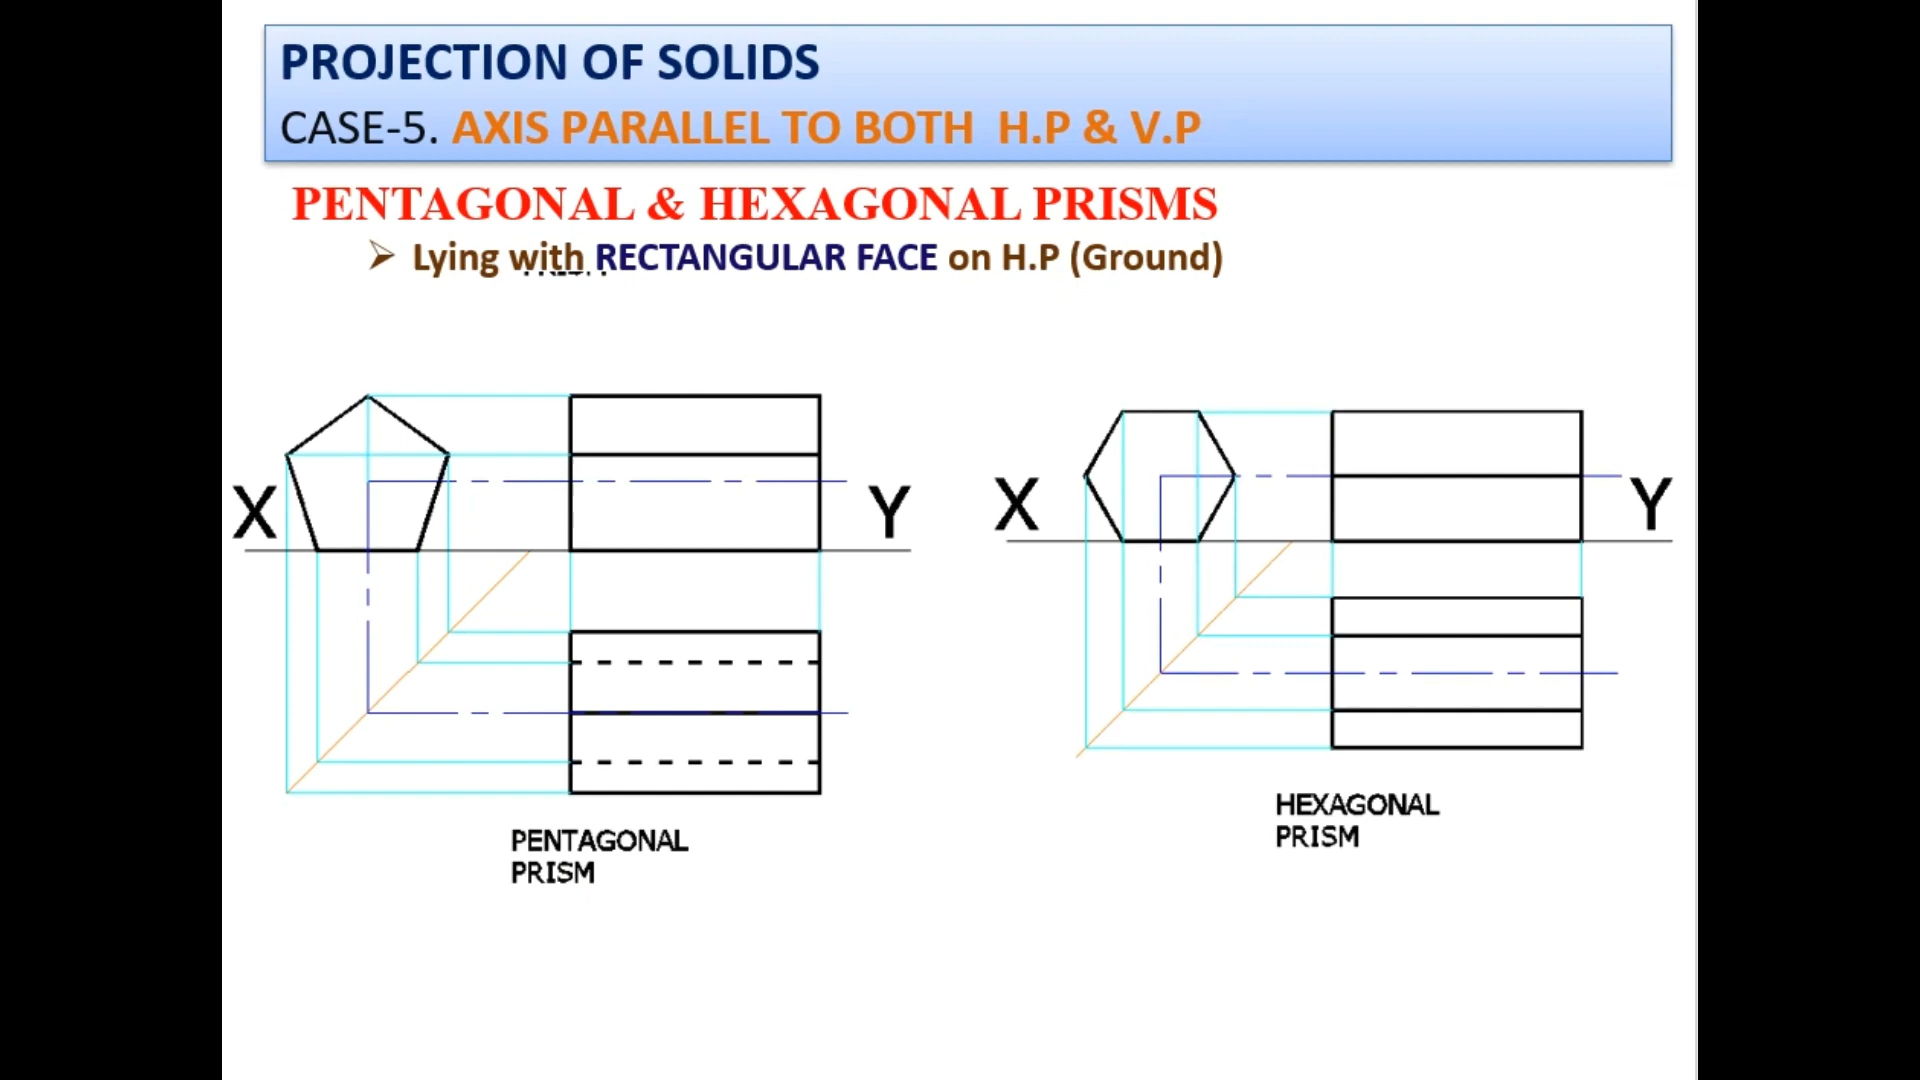 PROJECTION OF SOLIDS
CASE-5. AXIS PARALLEL TO BOTH H.P & V.P
PENTAGONAL & HEXAGONAL PRISMS
➢ Lying with RECTANGULAR FACE on H.P (Ground)
X
Y
X
Y
PENTAGONAL
PRISM
HEXAGONAL
PRISM